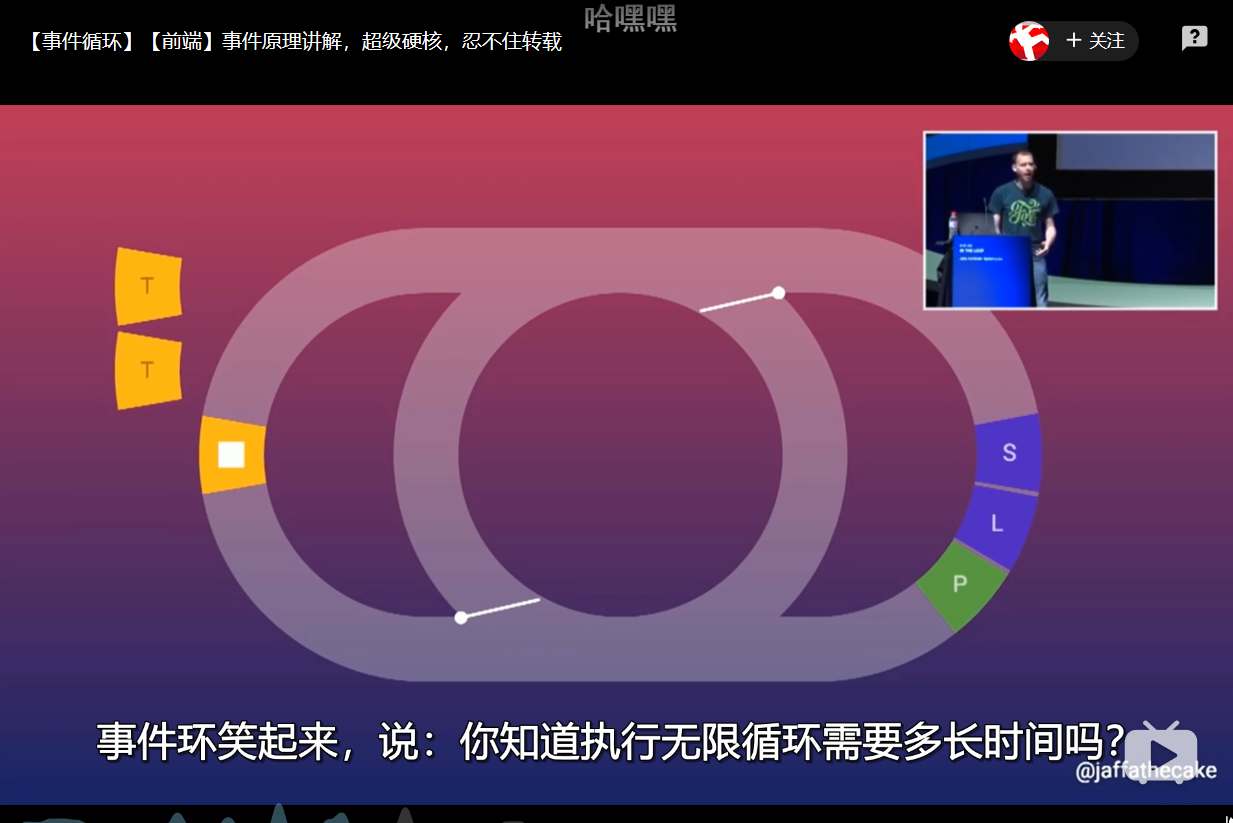 哈嘿嘿
【事件循环】【前端】事件原理讲解，超级硬核，忍不住转载
+ 关注
?
T
T
S
L
P
事件环笑起来，说：你知道执行无限循环需要多长时间吗？
@jaffathecake